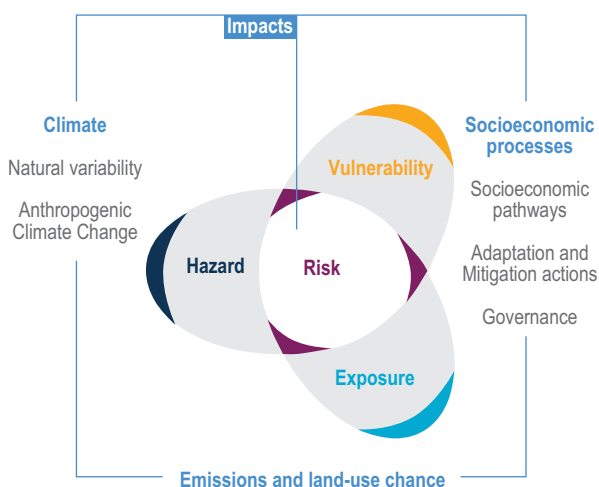 Impacts
Climate
Natural variability
Anthropogenic
Climate Change
Vulnerability
Hazard
Risk
Exposure
Socioeconomic
processes
Socioeconomic
pathways
Adaptation and
Mitigation actions
Governance
Emissions and land-use chance